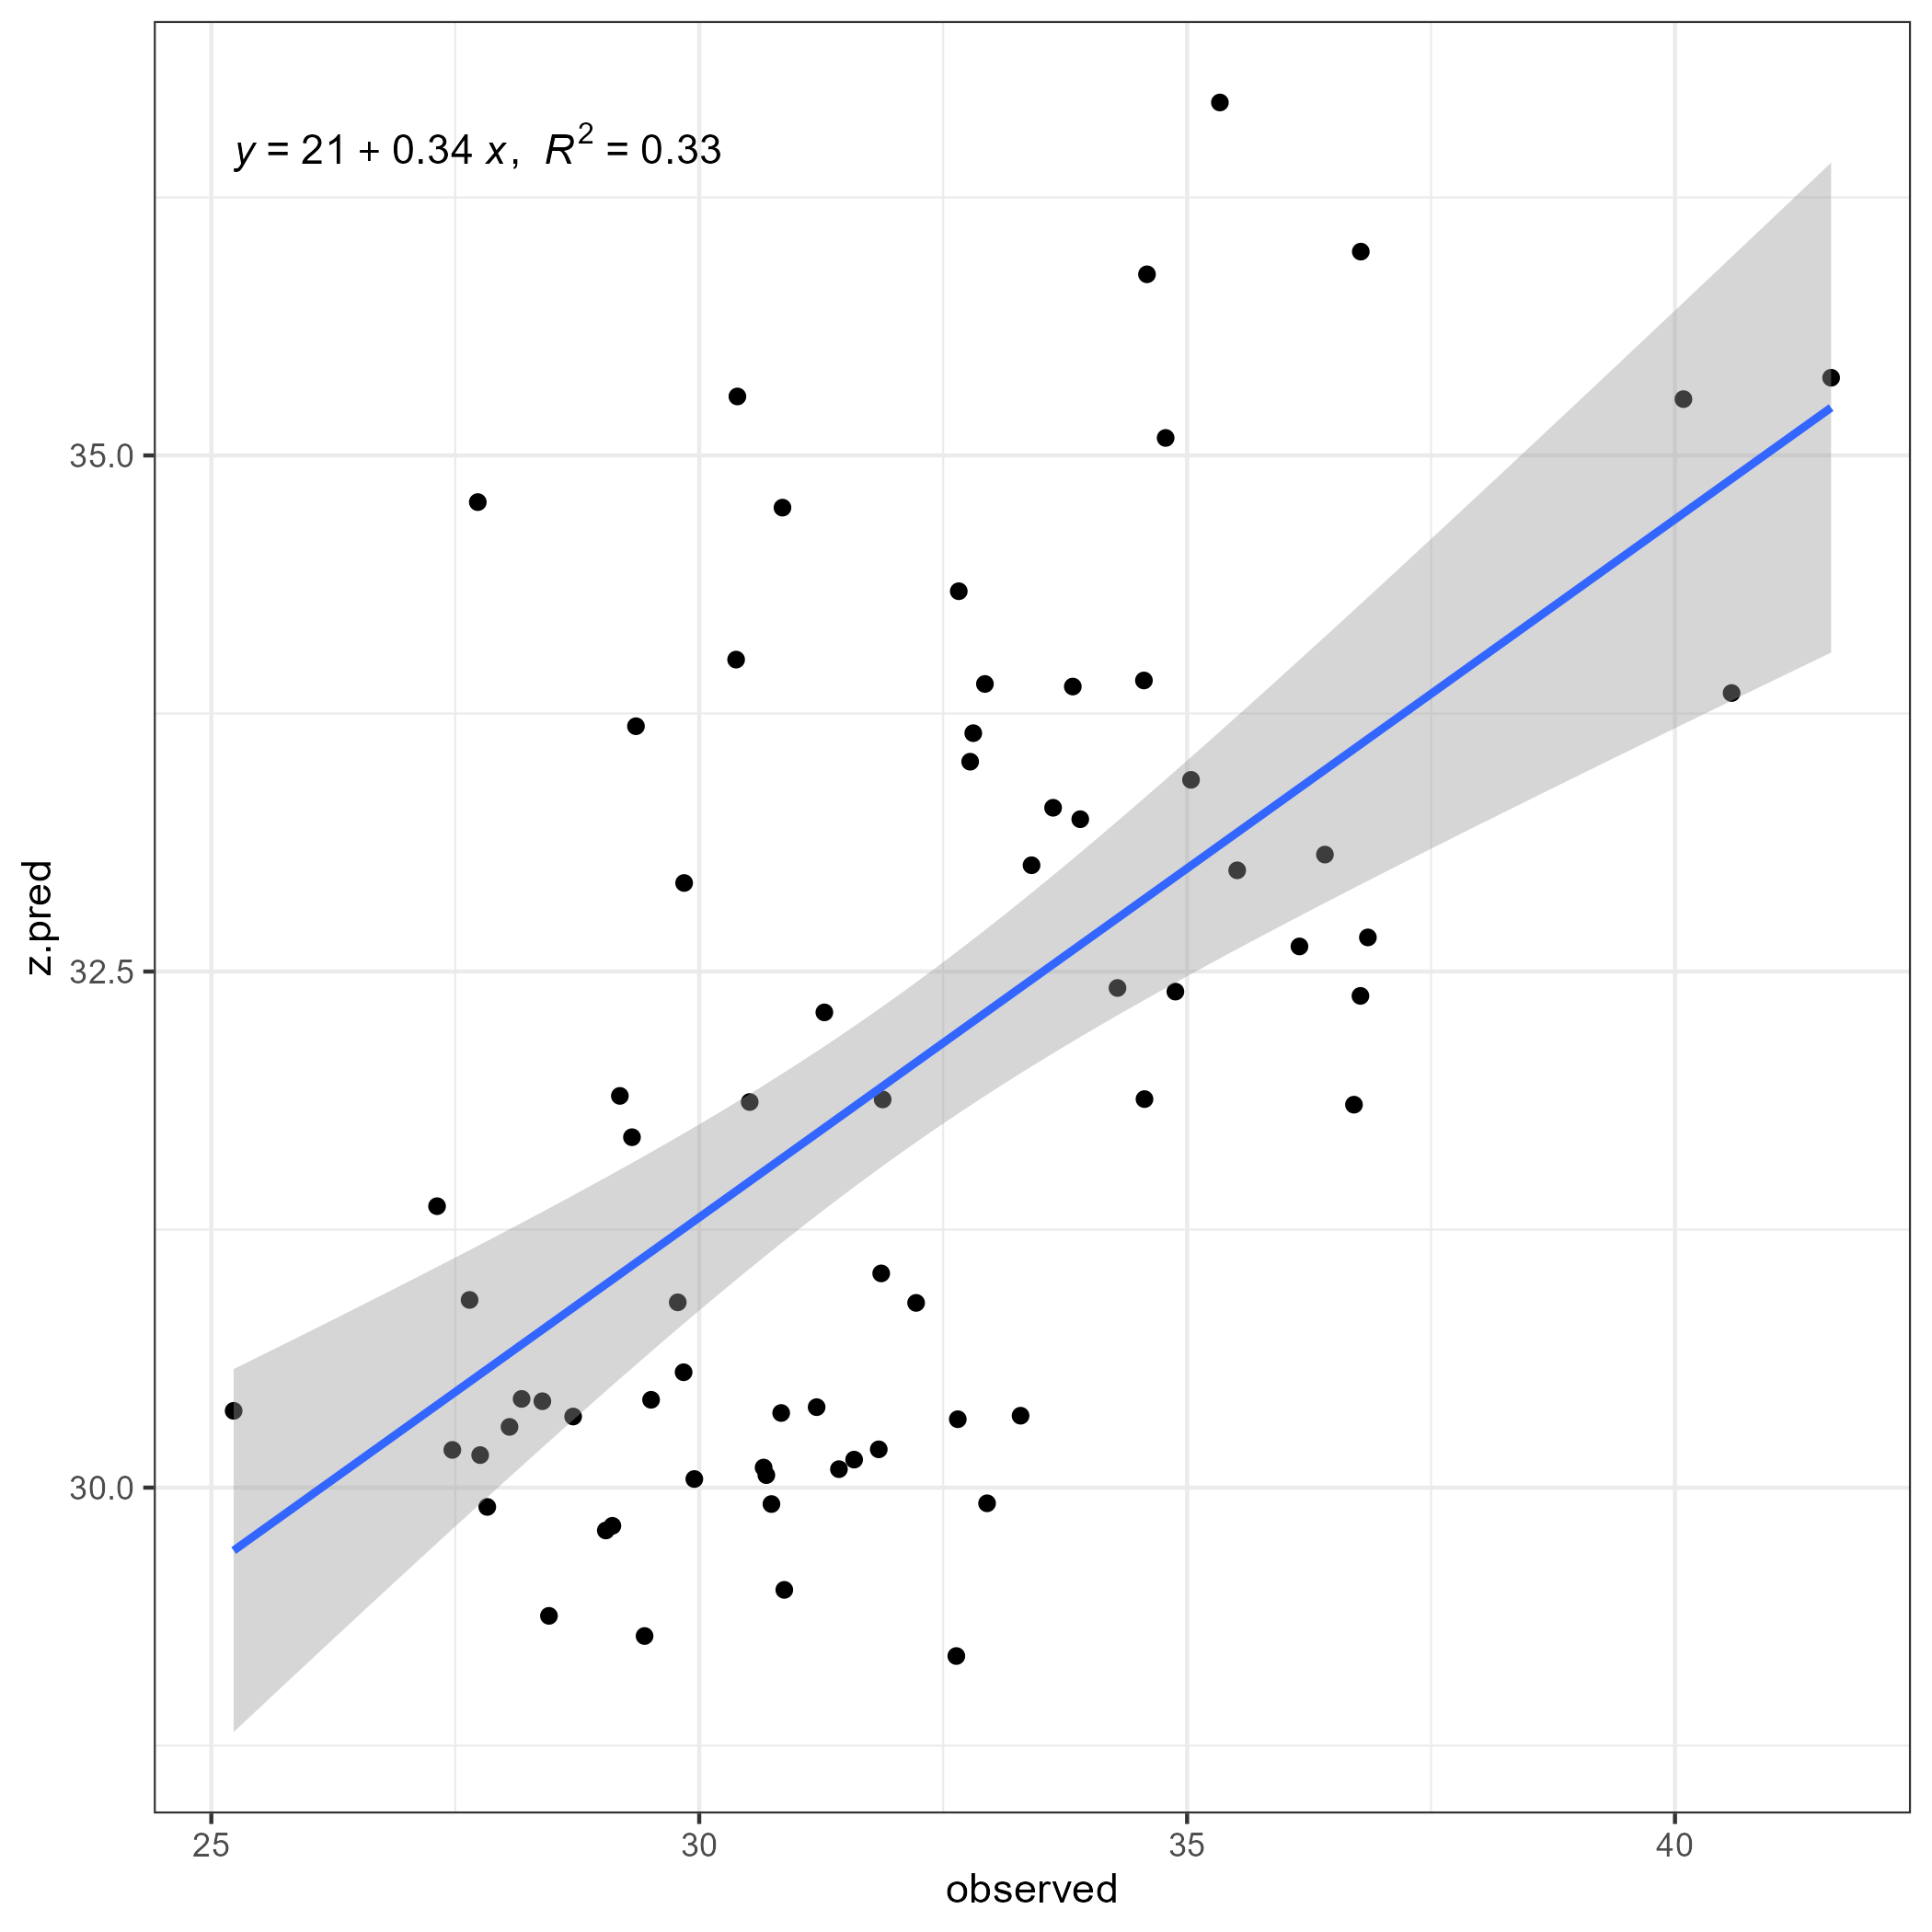 y = 21 + 0.34 x, R² = 0.33
35.0
32.5
30.0
z.pred
25 30 35 40
observed